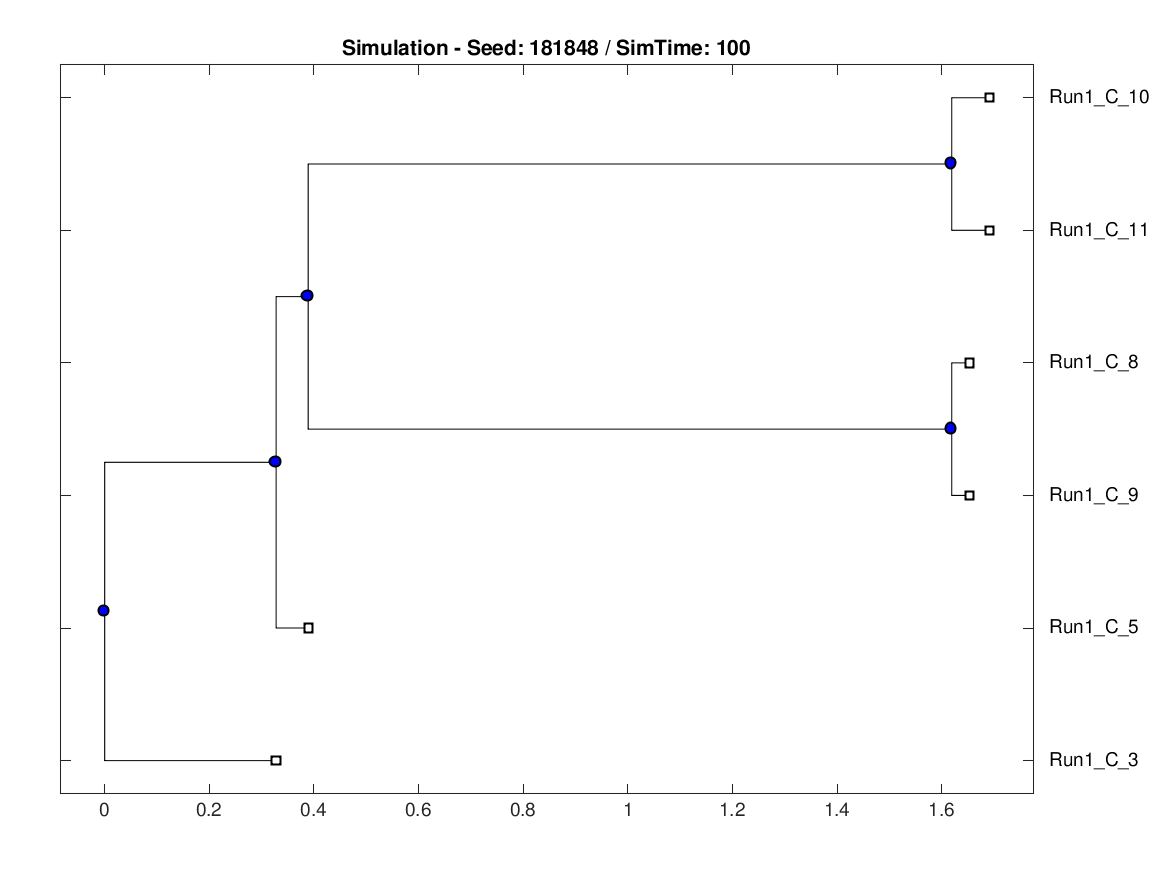 Simulation - Seed: 181848 / SimTime: 100
Run1_C_10
Run1_C_11
Run1_C_8
Run1_C_9
Run1_C_5
Run1_C_3
0 0.2 0.4 0.6 0.8 1 1.2 1.4 1.6